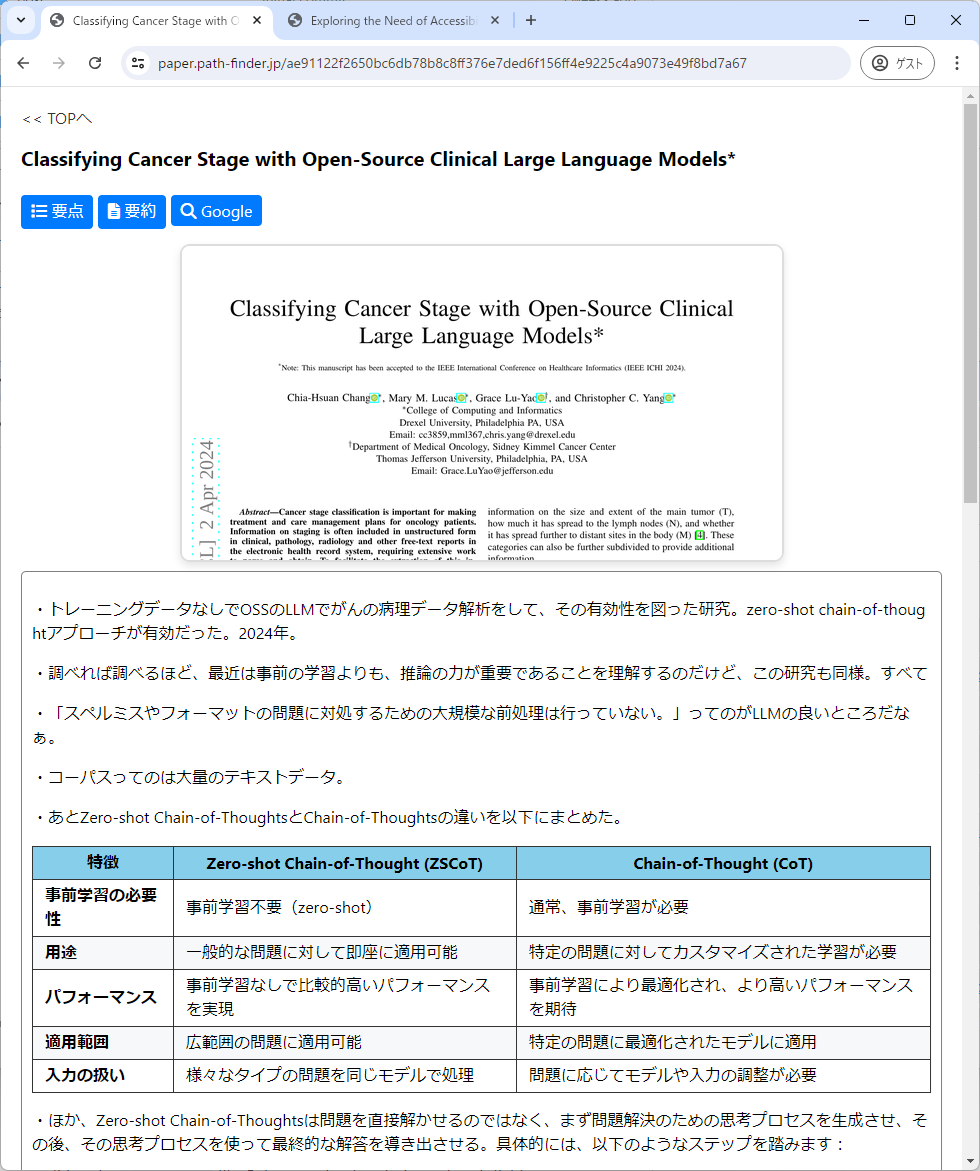 Classifying Cancer Stage with O
Exploring the Need of Accessib
paper.path-finder.jp/ae91122f2650bc6db78b8c8ff376e7ded6f156ff4e9225c4a9073e49f8bd7a67
ゲスト
<< TOPへ
Classifying Cancer Stage with Open-Source Clinical Large Language Models*
要点 要約 Google
Classifying Cancer Stage with Open-Source Clinical
Large Language Models*
*Note: This manuscript has been accepted to the IEEE International Conference on Healthcare Informatics (IEEE ICHI 2024).
Chia-Hsuan Chang*, Mary M. Lucas*, Grace Lu-Yao†, and Christopher C. Yang*
*College of Computing and Informatics
Drexel University, Philadelphia PA, USA
Email: cc3859,mml367,chris.yang@drexel.edu
†Department of Medical Oncology, Sidney Kimmel Cancer Center
Thomas Jefferson University, Philadelphia, PA, USA
Email: Grace.LuYao@jefferson.edu
L] 2 Apr 2024
Abstract—Cancer stage classification is important for making
treatment and care management plans for oncology patients.
Information on staging is often included in unstructured form
in clinical, pathology, radiology and other free-text reports in
the electronic health record system, requiring extensive work
information on the size and extent of the main tumor (T),
how much it has spread to the lymph nodes (N), and whether
it has spread further to distant sites in the body (M) [4]. These
categories can also be further subdivided to provide additional
information
・トレーニングデータなしでOSSのLLMでがんの病理データ解析をして、その有効性を図った研究。zero-shot chain-of-thoug
htアプローチが有効だった。2024年。
・調べれば調べるほど、最近は事前の学習よりも、推論の力が重要であることを理解するのだけど、この研究も同様。すべて
・「スペルミスやフォーマットの問題に対処するための大規模な前処理は行っていない。」ってのがLLMの良いところだな
ぁ。
・コーパスってのは大量のテキストデータ。
・あとZero-shot Chain-of-ThoughtsとChain-of-Thoughtsの違いを以下にまとめた。
特徴 Zero-shot Chain-of-Thought (ZSCoT) Chain-of-Thought (CoT)
事前学習の必要
性
事前学習不要（zero-shot）
通常、事前学習が必要
用途 一般的な問題に対して即座に適用可能 特定の問題に対してカスタマイズされた学習が必要
パフォーマンス
事前学習なしで比較的高いパフォーマンス
を実現
事前学習により最適化され、より高いパフォーマンス
を期待
適用範囲 広範囲の問題に適用可能 特定の問題に最適化されたモデルに適用
入力の扱い 様々なタイプの問題を同じモデルで処理 問題に応じてモデルや入力の調整が必要
・ほか、Zero-shot Chain-of-Thoughtsは問題を直接解かせるのではなく、まず問題解決のための思考プロセスを生成させ、そ
の後、その思考プロセスを使って最終的な解答を導き出させる。具体的には、以下のようなステップを踏みます：